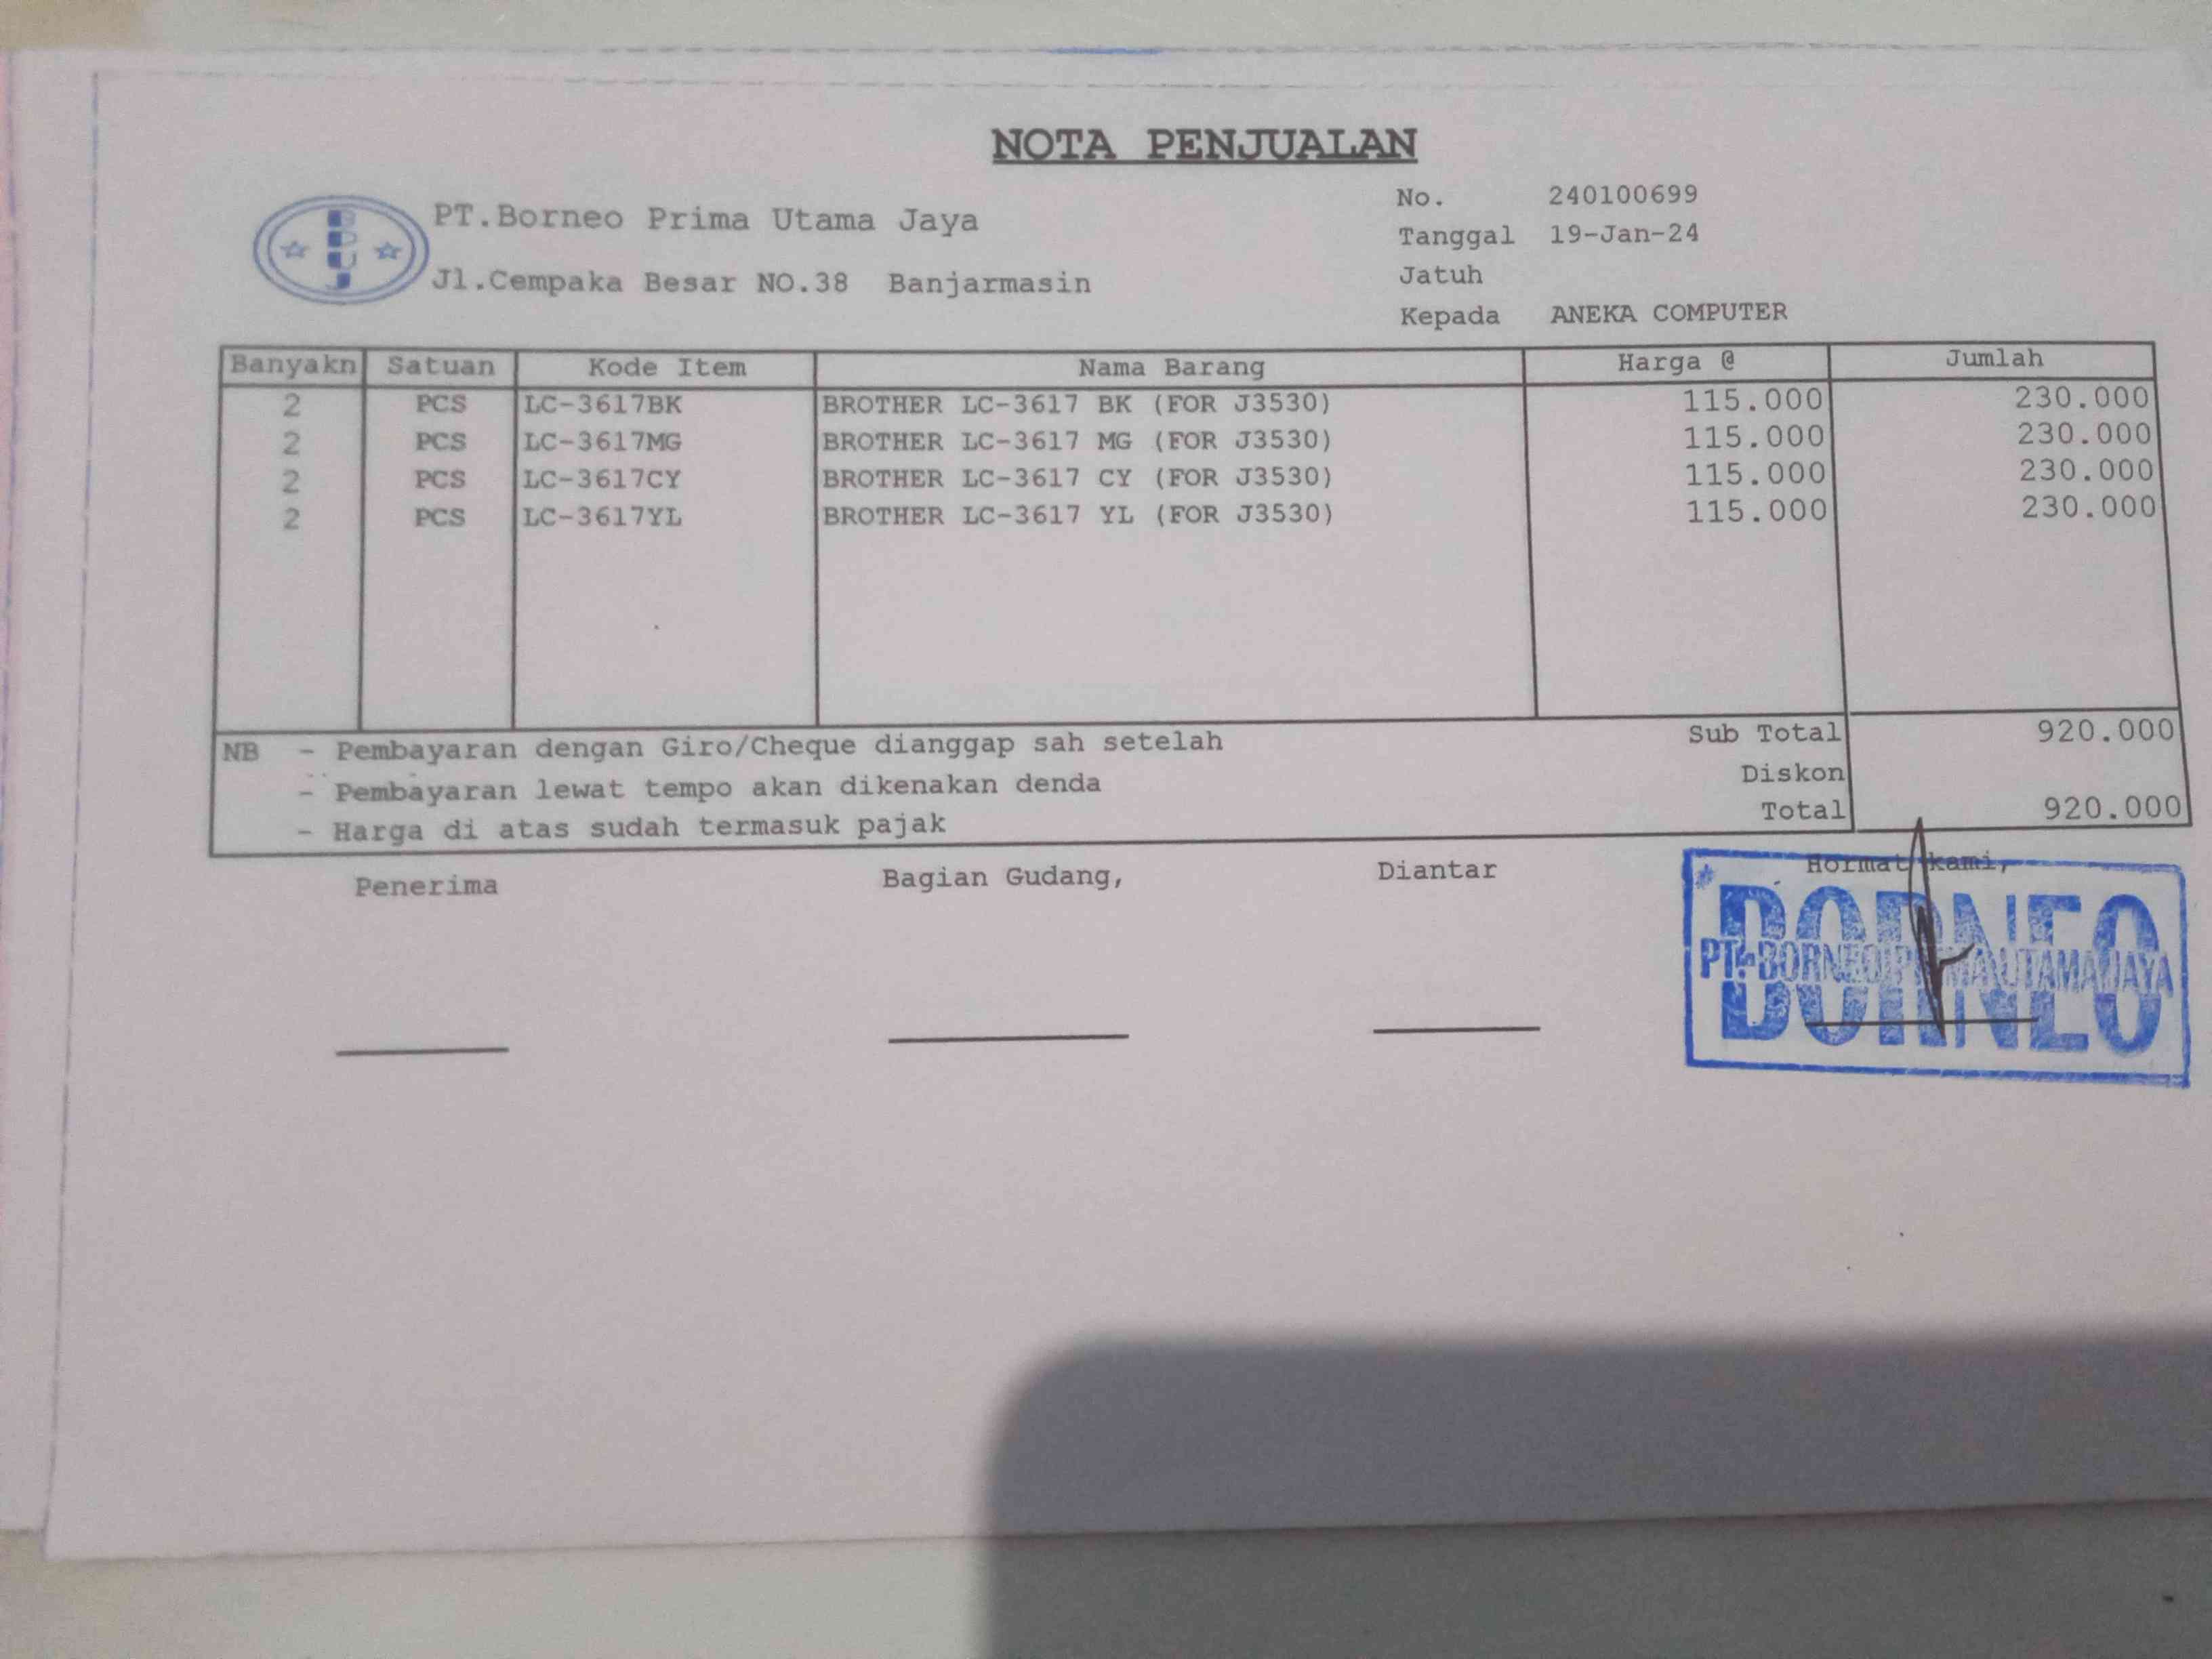 NOTA PENJUALAN
BPUJ
PT.Borneo Prima Utama Jaya
Jl.Cempaka Besar NO.38 Banjarmasin
No. 240100699
Tanggal 19-Jan-24
Jatuh
Kepada ANEKA COMPUTER
Banyakn Satuan Kode Item Nama Barang Harga @ Jumlah
2 PCS LC-3617BK BROTHER LC-3617 BK (FOR J3530) 115.000 230.000
2 PCS LC-3617MG BROTHER LC-3617 MG (FOR J3530) 115.000 230.000
2 PCS LC-3617CY BROTHER LC-3617 CY (FOR J3530) 115.000 230.000
2 PCS LC-3617YL BROTHER LC-3617 YL (FOR J3530) 115.000 230.000
Sub Total 920.000
Diskon
Total 920.000
NB - Pembayaran dengan Giro/Cheque dianggap sah setelah
- Pembayaran lewat tempo akan dikenakan denda
- Harga di atas sudah termasuk pajak
Penerima Bagian Gudang, Diantar Hormat kami,
BORNEO
PT. BORNEO PRIMA UTAMA JAYA